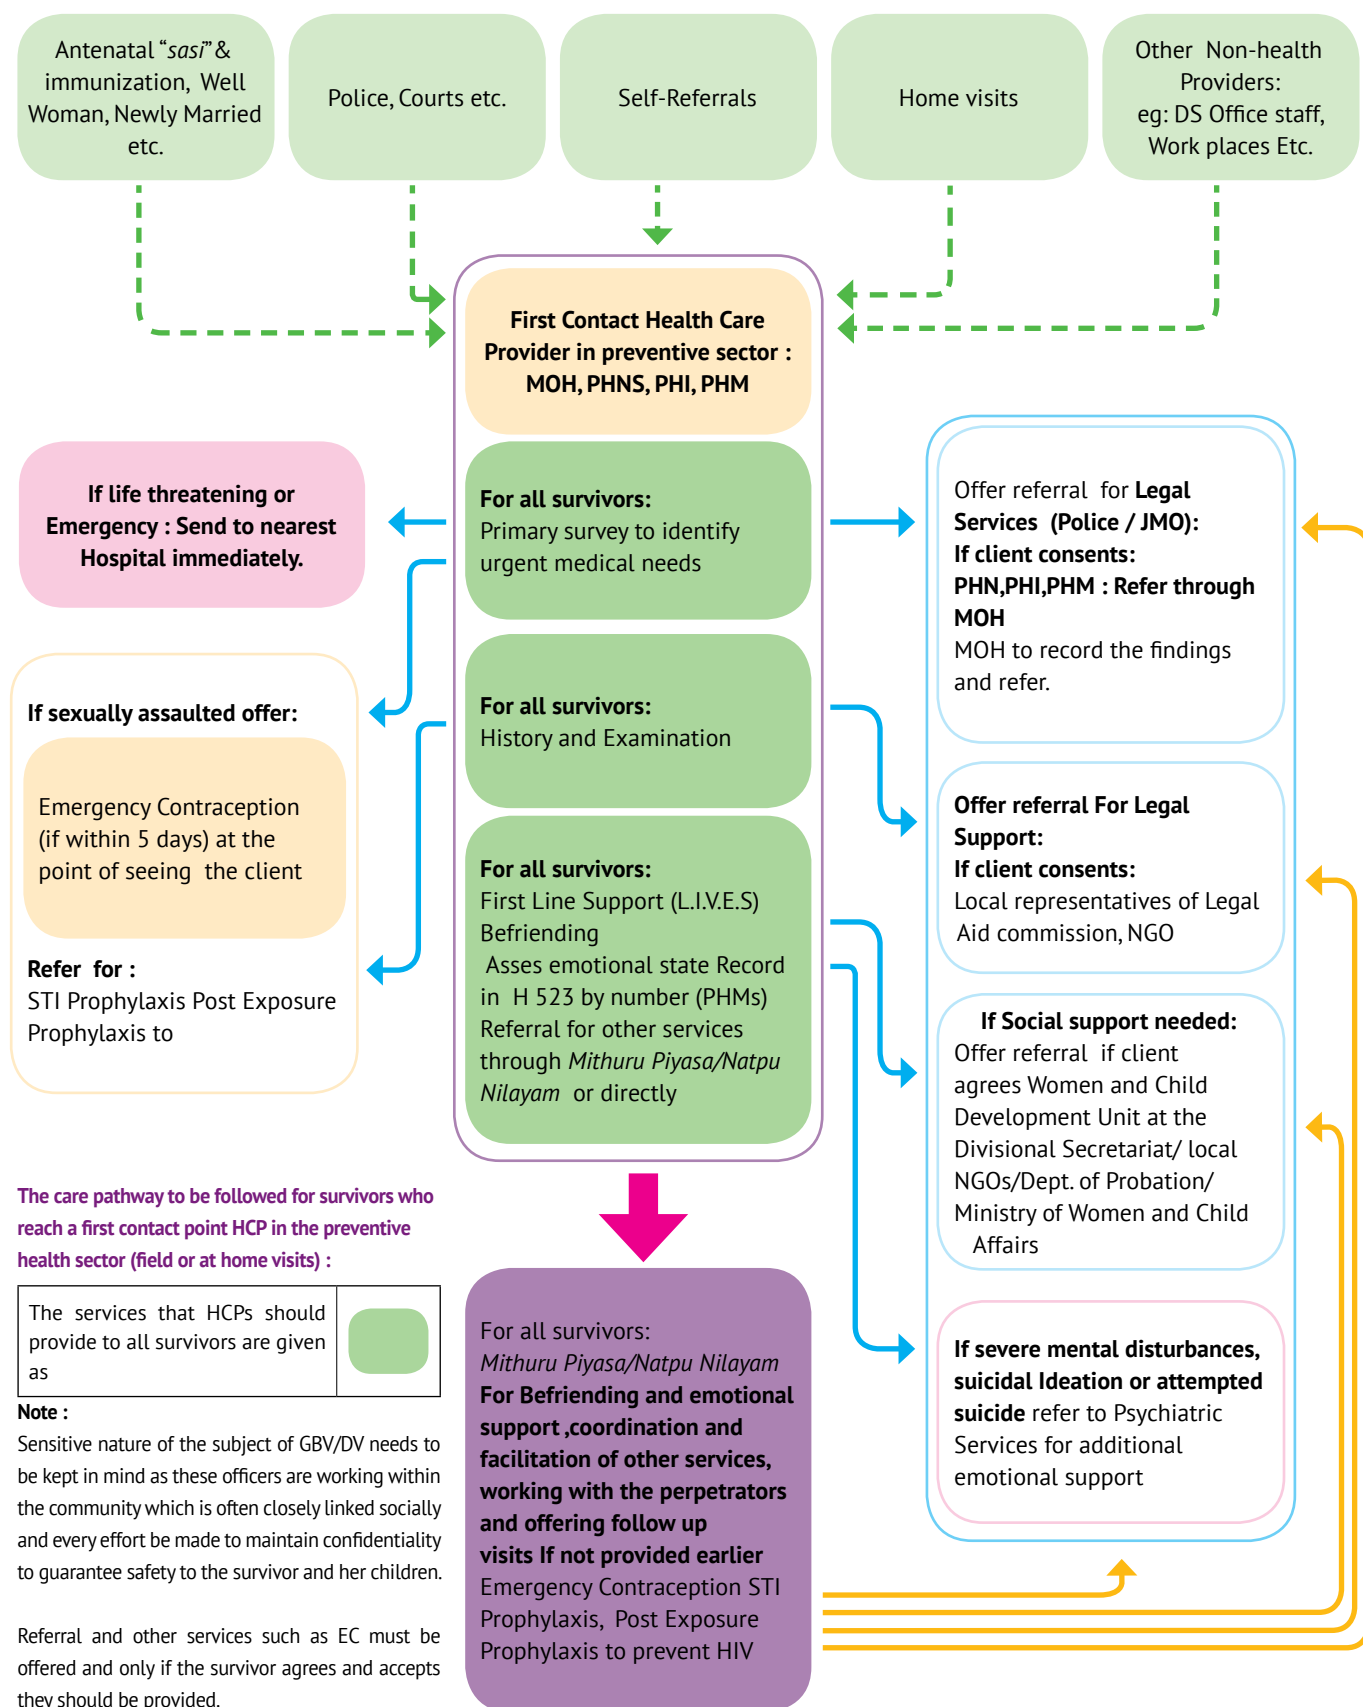 Antenatal “sasi” &
immunization, Well
Woman, Newly Married
etc.
Police, Courts etc.
Self-Referrals
Home visits
Other Non-health
Providers:
eg: DS Office staff,
Work places Etc.
First Contact Health Care
Provider in preventive sector :
MOH, PHNS, PHI, PHM
If life threatening or
Emergency : Send to nearest
Hospital immediately.
For all survivors:
Primary survey to identify
urgent medical needs
Offer referral for Legal
Services (Police / JMO):
If client consents:
PHN,PHI,PHM : Refer through
MOH
MOH to record the findings
and refer.
If sexually assaulted offer:
Emergency Contraception
(if within 5 days) at the
point of seeing the client
Refer for :
STI Prophylaxis Post Exposure
Prophylaxis to
For all survivors:
History and Examination
Offer referral For Legal
Support:
If client consents:
Local representatives of Legal
Aid commission, NGO
For all survivors:
First Line Support (L.I.V.E.S)
Befriending
Asses emotional state Record
in H 523 by number (PHMs)
Referral for other services
through Mithuru Piyasa/Natpu
Nilayam or directly
If Social support needed:
Offer referral if client
agrees Women and Child
Development Unit at the
Divisional Secretariat/ local
NGOs/Dept. of Probation/
Ministry of Women and Child
Affairs
The care pathway to be followed for survivors who
reach a first contact point HCP in the preventive
health sector (field or at home visits) :
The services that HCPs should
provide to all survivors are given
as
Note :
Sensitive nature of the subject of GBV/DV needs to
be kept in mind as these officers are working within
the community which is often closely linked socially
and every effort be made to maintain confidentiality
to guarantee safety to the survivor and her children.
Referral and other services such as EC must be
offered and only if the survivor agrees and accepts
they should be provided.
For all survivors:
Mithuru Piyasa/Natpu Nilayam
For Befriending and emotional
support ,coordination and
facilitation of other services,
working with the perpetrators
and offering follow up
visits If not provided earlier
Emergency Contraception STI
Prophylaxis, Post Exposure
Prophylaxis to prevent HIV
If severe mental disturbances,
suicidal Ideation or attempted
suicide refer to Psychiatric
Services for additional
emotional support